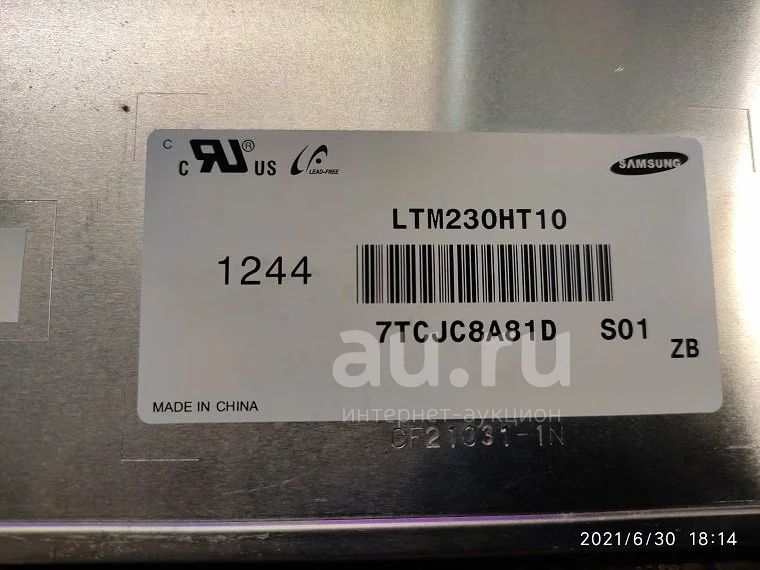 C
c RU ® US LEAD-FREE SAMSUNG
LTM230HT10
1244
7TCJC8A81D S01
ZB
au.ru
интернет-аукцион
MADE IN CHINA
CF21031-1N
2021/6/30 18:14